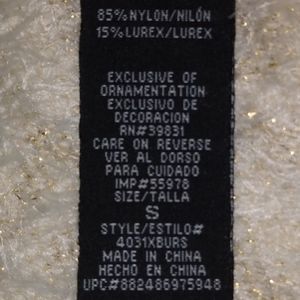 85% NYLON/NILÓN
15% LUREX/LUREX
EXCLUSIVE OF
ORNAMENTATION
EXCLUSIVO DE
DECORACION
RN#39831
CARE ON REVERSE
VER AL DORSO
PARA CUIDADO
IMP#55978
SIZE/TALLA
S
STYLE/ESTILO#
4031XBURS
MADE IN CHINA
HECHO EN CHINA
UPC#882486975948